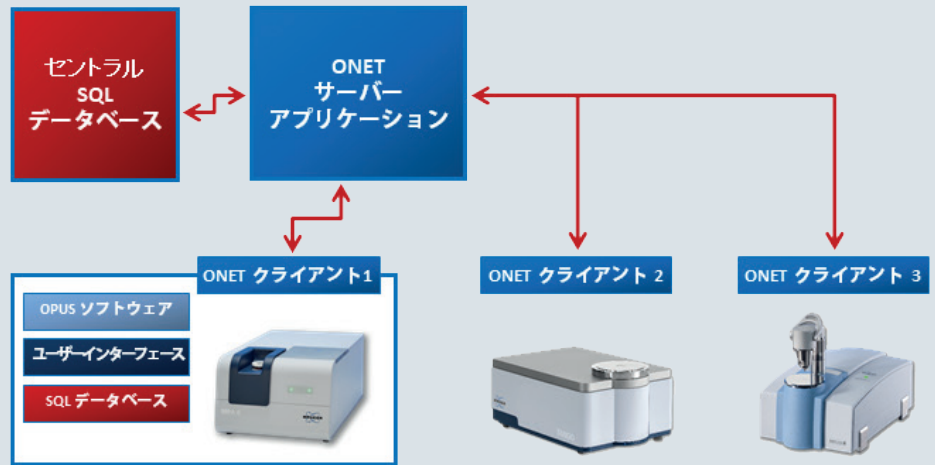 セントラル
SQL
データベース
ONET
サーバー
アプリケーション
ONET クライアント1
ONET クライアント 2
ONET クライアント 3
OPUS ソフトウェア
ユーザーインターフェース
SQL データベース